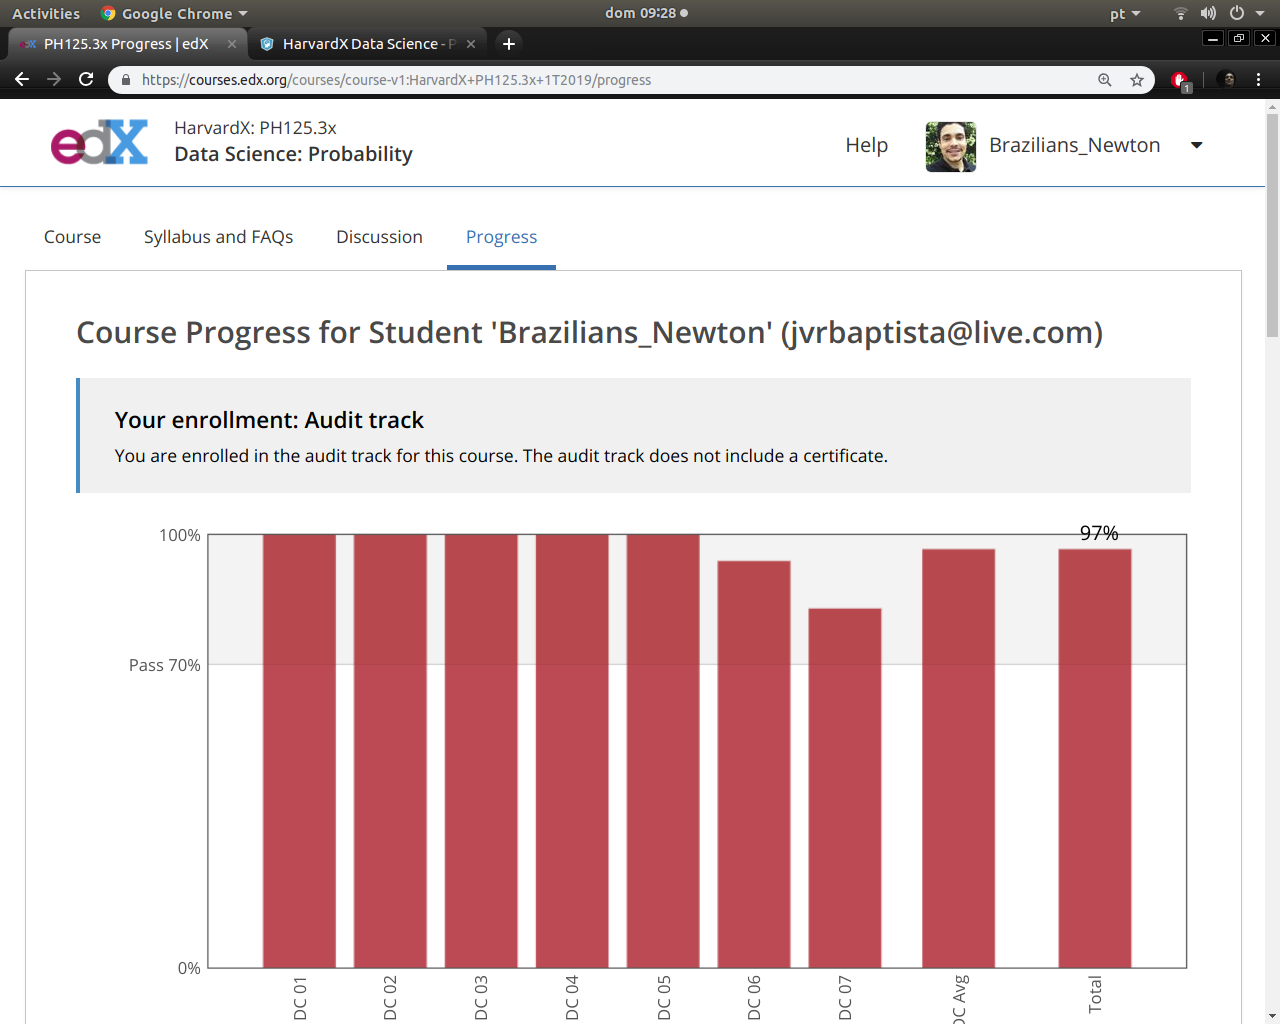 Activities Google Chrome dom 09:28 pt
PH125.3x Progress | edX HarvardX Data Science - P
https://courses.edx.org/courses/course-v1:HarvardX+PH125.3x+1T2019/progress 1
edX
HarvardX: PH125.3x
Data Science: Probability
Help Brazilians_Newton
Course Syllabus and FAQs Discussion Progress
Course Progress for Student 'Brazilians_Newton' (jvrbaptista@live.com)
Your enrollment: Audit track
You are enrolled in the audit track for this course. The audit track does not include a certificate.
97%
100%
Pass 70%
0%
DC 01 DC 02 DC 03 DC 04 DC 05 DC 06 DC 07 DC Avg Total